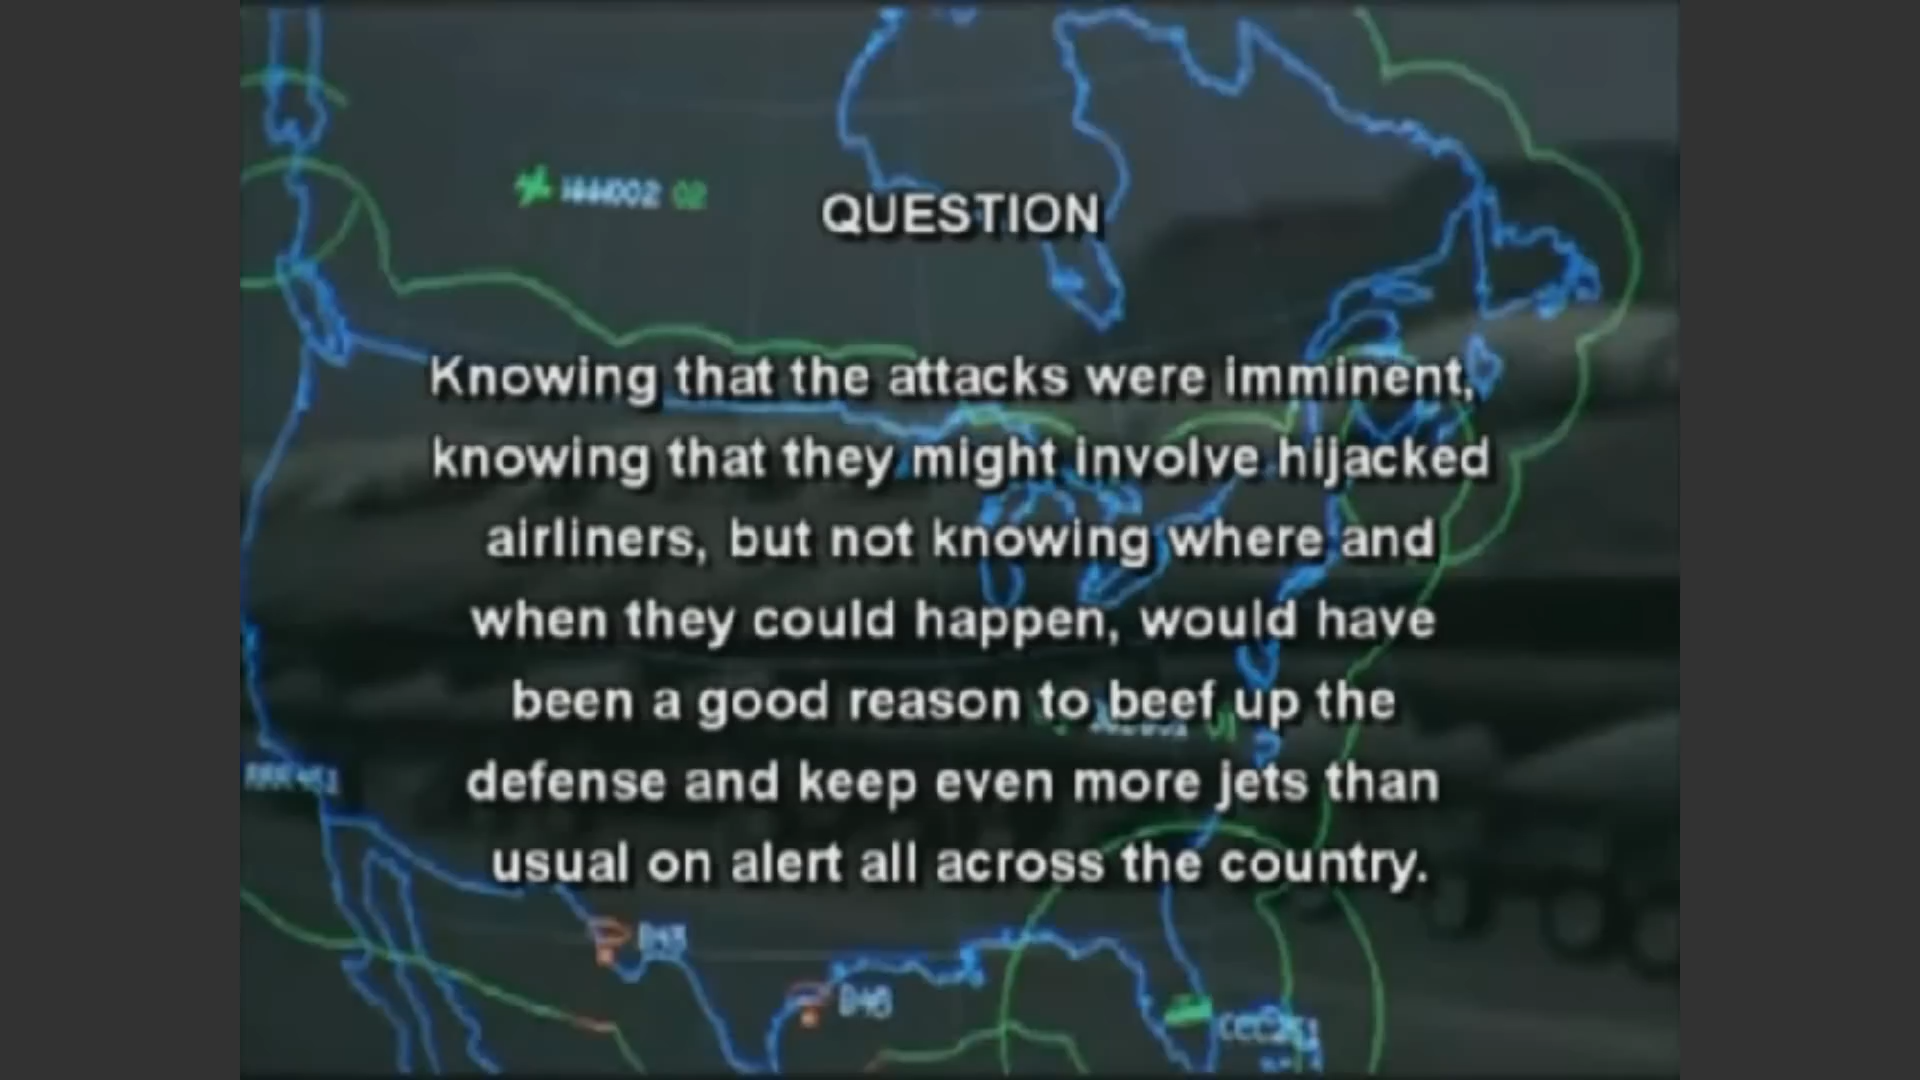 QUESTION
Knowing that the attacks were imminent,
knowing that they might involve hijacked
airliners, but not knowing where and
when they could happen, would have
been a good reason to beef up the
defense and keep even more jets than
usual on alert all across the country.